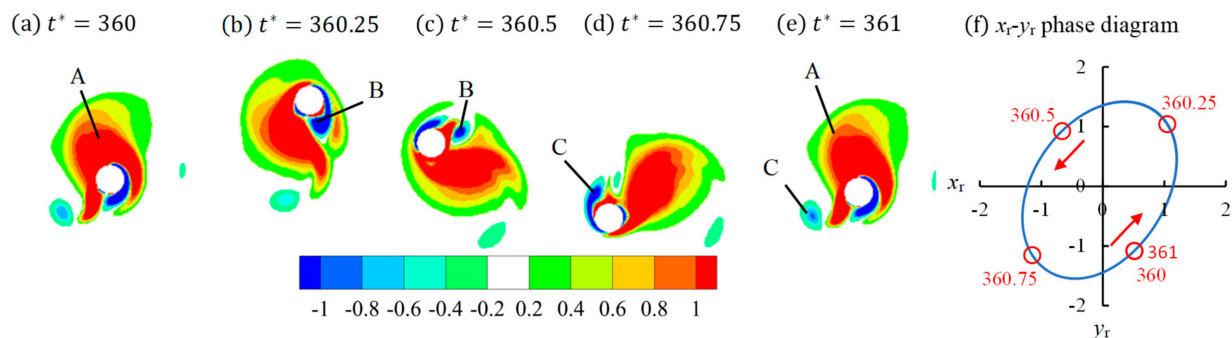 (a) t* = 360
(b) t* = 360.25
(c) t* = 360.5
(d) t* = 360.75
(e) t* = 361
(f) xr-yr phase diagram
A
B
B
C
A
C
-1 -0.8 -0.6 -0.4 -0.2 0.2 0.4 0.6 0.8 1
2
360.5
360.25
1
xr
0
-2 -1 0 1 2
-1
361
360.75
360
-2
yr